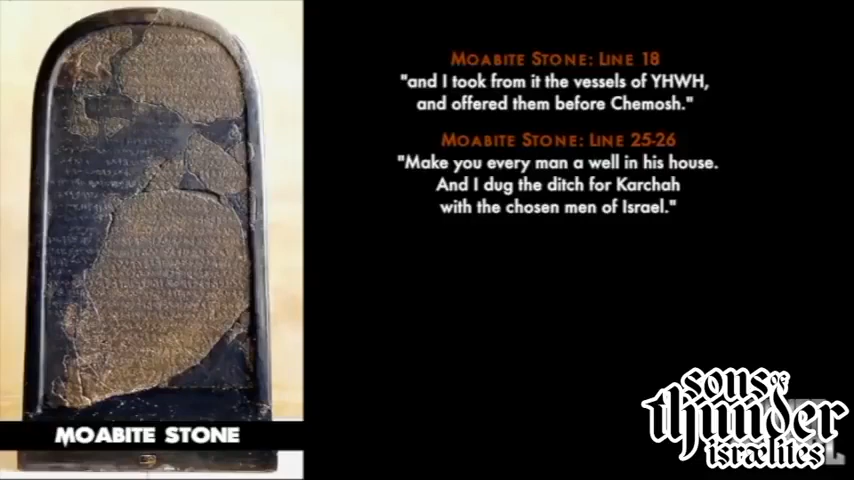 MOABITE STONE: LINE 18
"and I took from it the vessels of YHWH,
and offered them before Chemosh."
MOABITE STONE: LINE 25-26
"Make you every man a well in his house.
And I dug the ditch for Karchah
with the chosen men of Israel."
MOABITE STONE
sons of
thunder
israelites